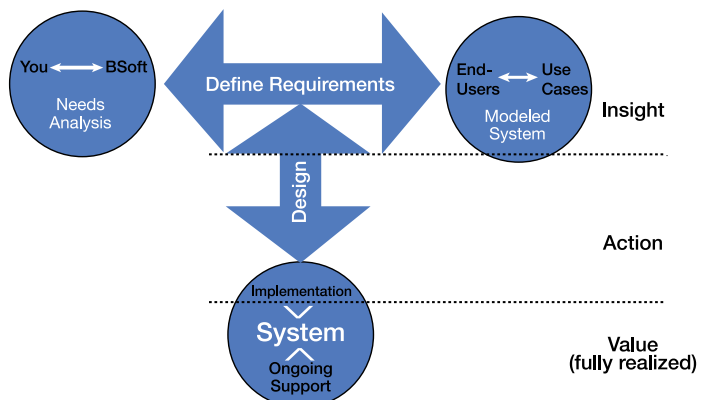 You BSoft
Needs
Analysis
Define Requirements
End-
Users
Use
Cases
Modeled
System
Insight
Design
Action
Implementation
System
Ongoing
Support
Value
(fully realized)